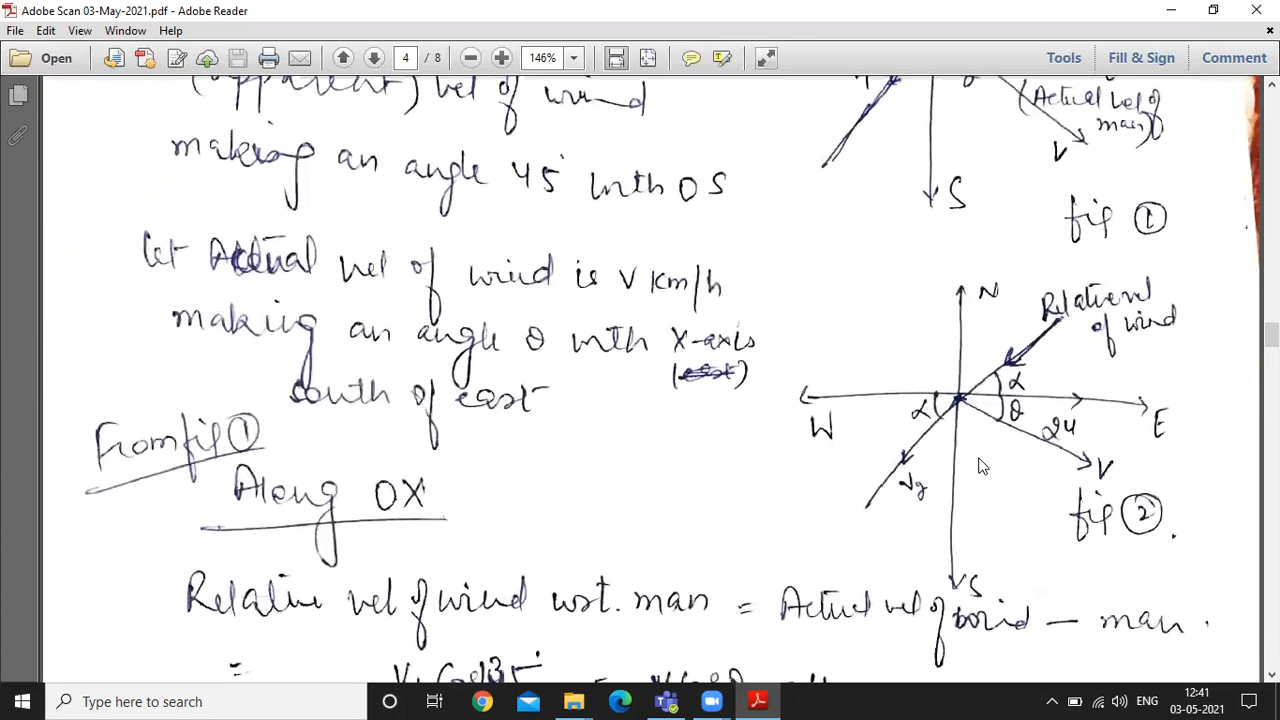 Adobe Scan 03-May-2021.pdf - Adobe Reader
File Edit View Window Help
Open 4 / 8 146% Tools Fill & Sign Comment
(apparent) vel of wind
making an angle 45° with OS
let Actual vel of wind is V km/h
making an angle θ with X-axis
(east)
south of east
From fig ①
Along OX
Relative vel of wind wrt. man = Actual vel of wind - man.
=
(Actual vel of
man)
V
S
fig ①
N
Relative vel
of wind
α
W
α
θ
E
2u
V
fig ②.
S
Type here to search
12:41
03-05-2021